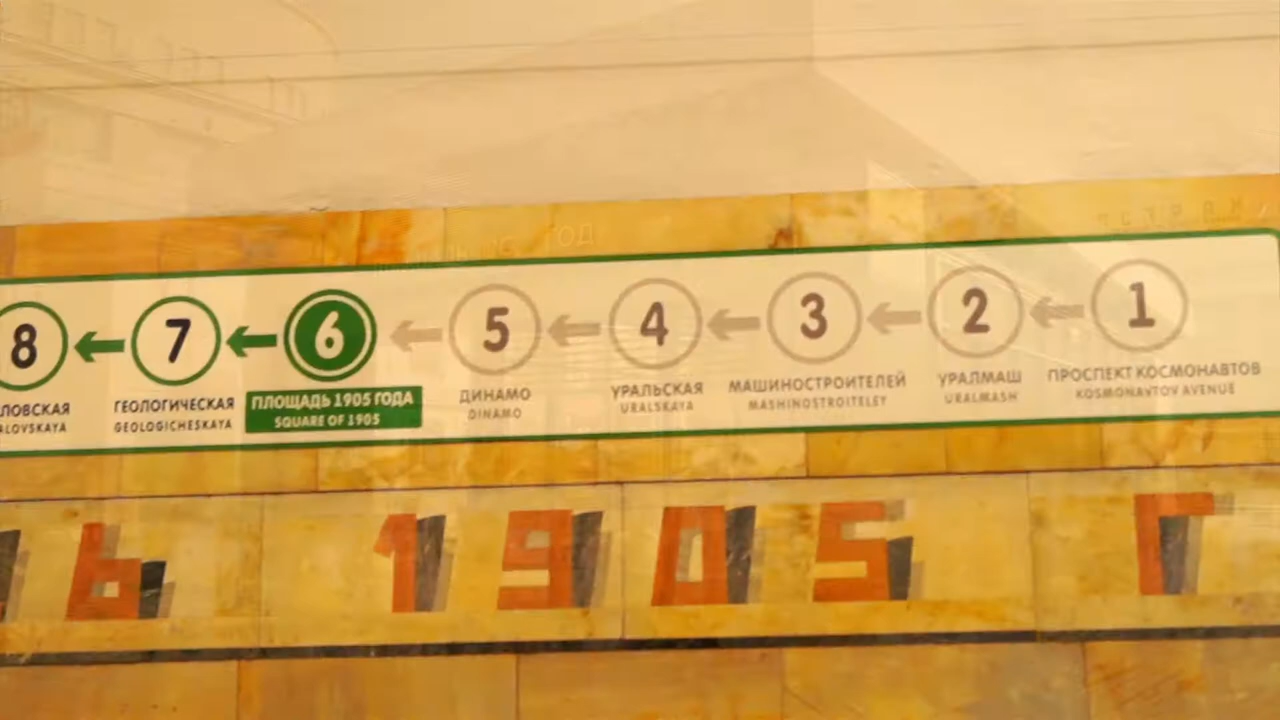 8
7
6
5
4
3
2
1
ЛОВСКАЯ
ГЕОЛОГИЧЕСКАЯ
GEOLOGICHESKAYA
ПЛОЩАДЬ 1905 ГОДА
SQUARE OF 1905
ДИНАМО
DINAMO
УРАЛЬСКАЯ
URALSKAYA
МАШИНОСТРОИТЕЛЕЙ
MASHINOSTROITELEY
УРАЛМАШ
URALMASH
ПРОСПЕКТ КОСМОНАВТОВ
KOSMONAVTOV AVENUE
Ь 1905 Г